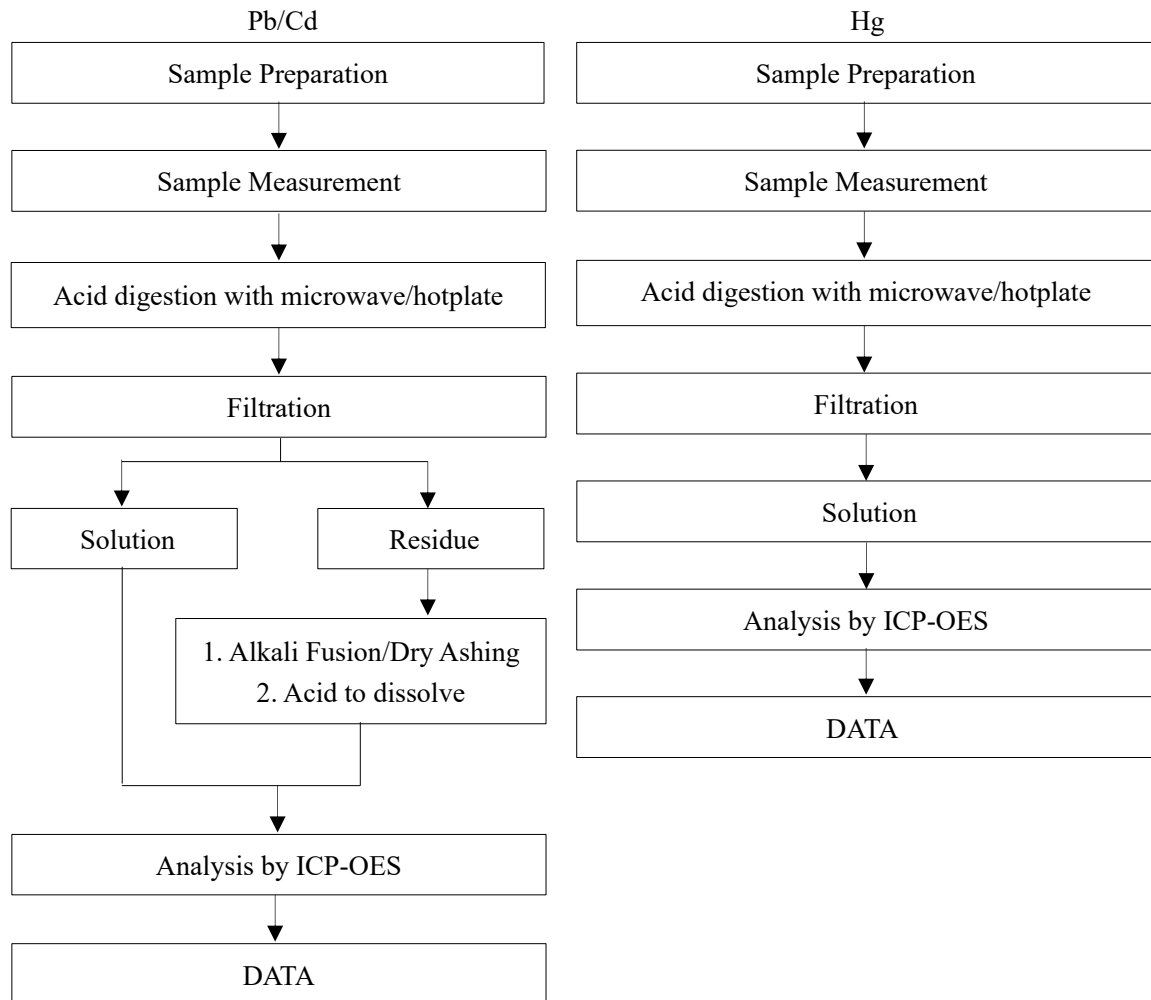 Pb/Cd
Sample Preparation
Sample Measurement
Acid digestion with microwave/hotplate
Filtration
Solution
Residue
1. Alkali Fusion/Dry Ashing
2. Acid to dissolve
Analysis by ICP-OES
DATA
Hg
Sample Preparation
Sample Measurement
Acid digestion with microwave/hotplate
Filtration
Solution
Analysis by ICP-OES
DATA